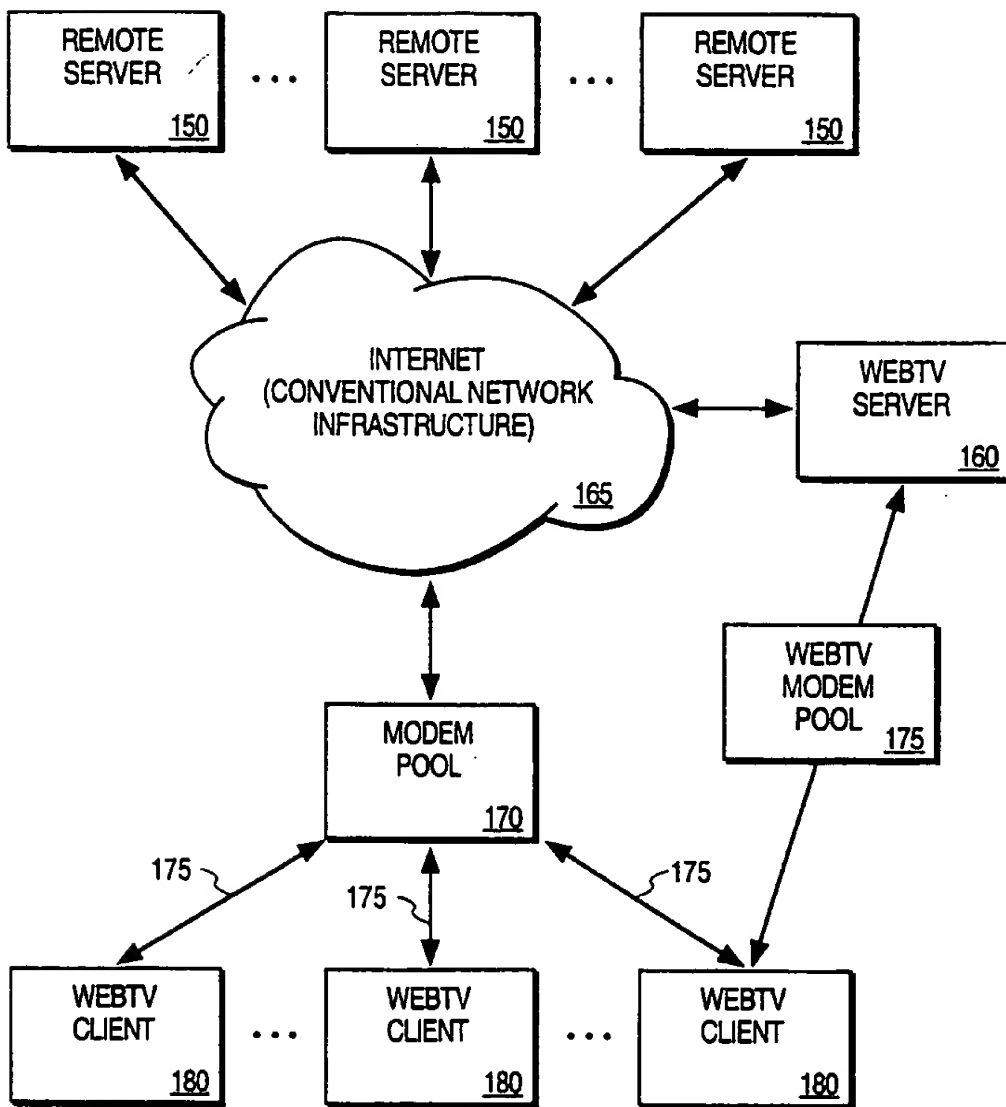 REMOTE
SERVER
150
...
REMOTE
SERVER
150
...
REMOTE
SERVER
150
INTERNET
(CONVENTIONAL NETWORK
INFRASTRUCTURE)
165
WEBTV
SERVER
160
WEBTV
MODEM
POOL
175
MODEM
POOL
170
175
175
175
WEBTV
CLIENT
180
...
WEBTV
CLIENT
180
...
WEBTV
CLIENT
180